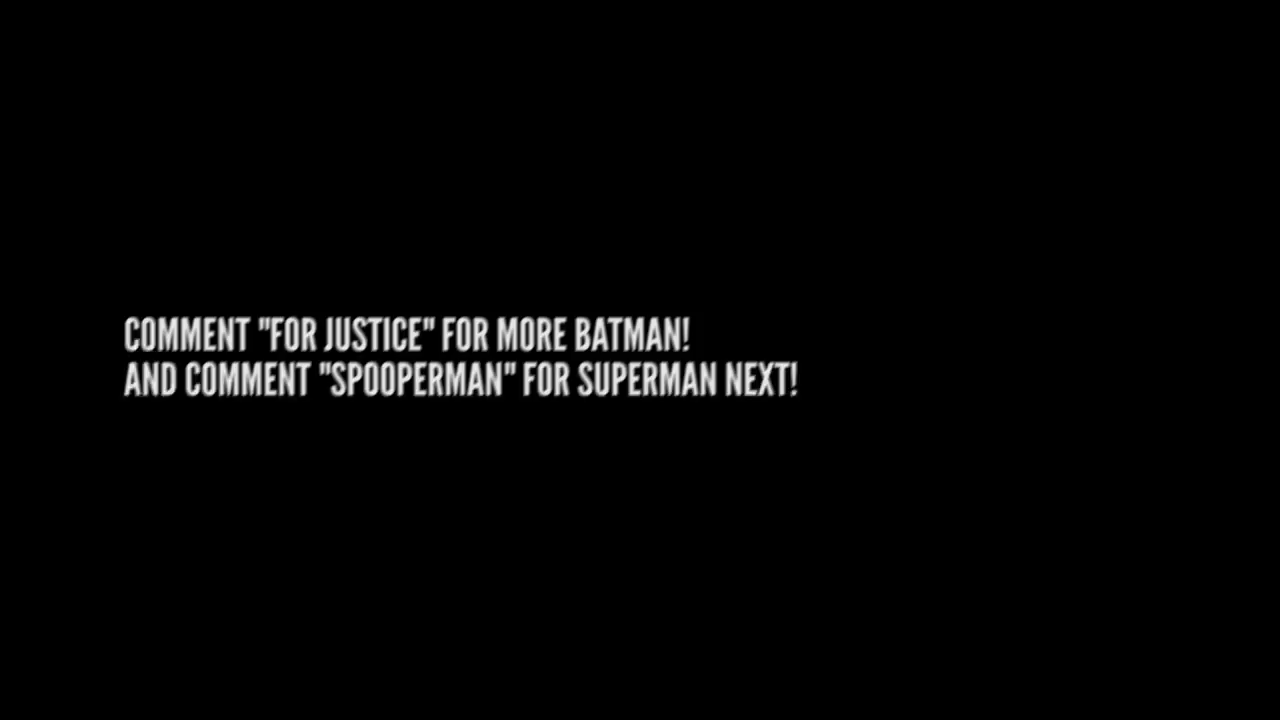 COMMENT "FOR JUSTICE" FOR MORE BATMAN!
AND COMMENT "SPOOPERMAN" FOR SUPERMAN NEXT!